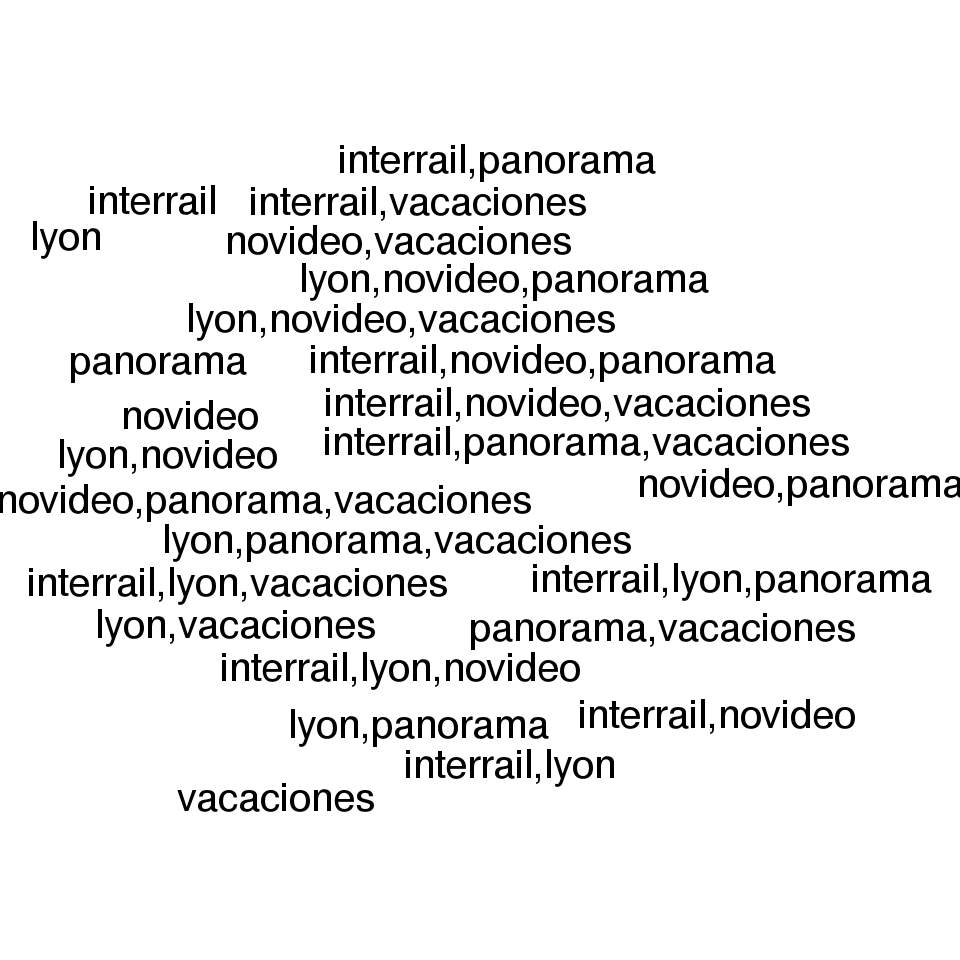 interrail,panorama
interrail interrail,vacaciones
lyon novideo,vacaciones
lyon,novideo,panorama
lyon,novideo,vacaciones
panorama interrail,novideo,panorama
interrail,novideo,vacaciones
novideo
interrail,panorama,vacaciones
lyon,novideo
novideo,panorama
novideo,panorama,vacaciones
lyon,panorama,vacaciones
interrail,lyon,vacaciones interrail,lyon,panorama
lyon,vacaciones panorama,vacaciones
interrail,lyon,novideo
lyon,panorama interrail,novideo
interrail,lyon
vacaciones